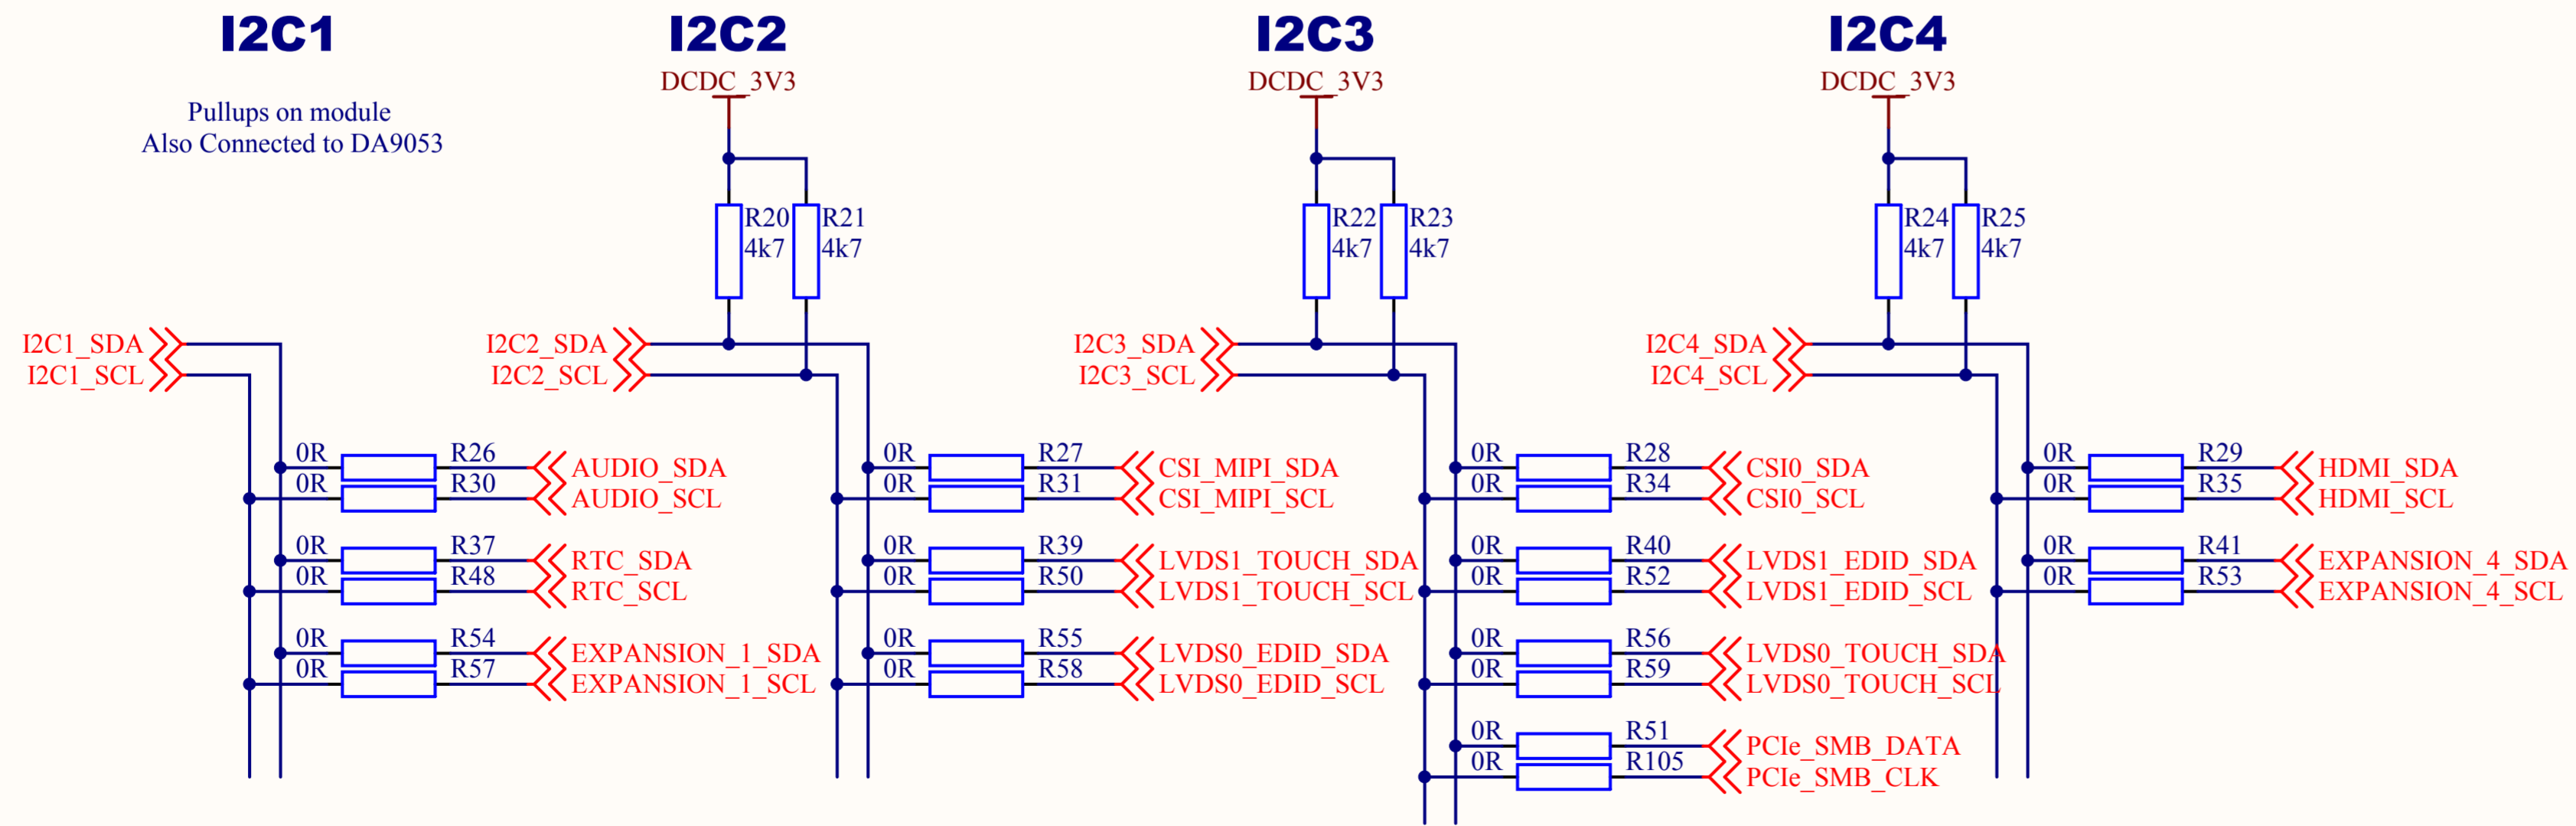 I2C1
Pullups on module
Also Connected to DA9053
I2C1_SDA
I2C1_SCL
0R R26 AUDIO_SDA
0R R30 AUDIO_SCL
0R R37 RTC_SDA
0R R48 RTC_SCL
0R R54 EXPANSION_1_SDA
0R R57 EXPANSION_1_SCL
I2C2
DCDC_3V3
R20 R21
4k7 4k7
I2C2_SDA
I2C2_SCL
0R R27 CSI_MIPI_SDA
0R R31 CSI_MIPI_SCL
0R R39 LVDS1_TOUCH_SDA
0R R50 LVDS1_TOUCH_SCL
0R R55 LVDS0_EDID_SDA
0R R58 LVDS0_EDID_SCL
I2C3
DCDC_3V3
R22 R23
4k7 4k7
I2C3_SDA
I2C3_SCL
0R R28 CSI0_SDA
0R R34 CSI0_SCL
0R R40 LVDS1_EDID_SDA
0R R52 LVDS1_EDID_SCL
0R R56 LVDS0_TOUCH_SDA
0R R59 LVDS0_TOUCH_SCL
0R R51 PCIe_SMB_DATA
0R R105 PCIe_SMB_CLK
I2C4
DCDC_3V3
R24 R25
4k7 4k7
I2C4_SDA
I2C4_SCL
0R R29 HDMI_SDA
0R R35 HDMI_SCL
0R R41 EXPANSION_4_SDA
0R R53 EXPANSION_4_SCL